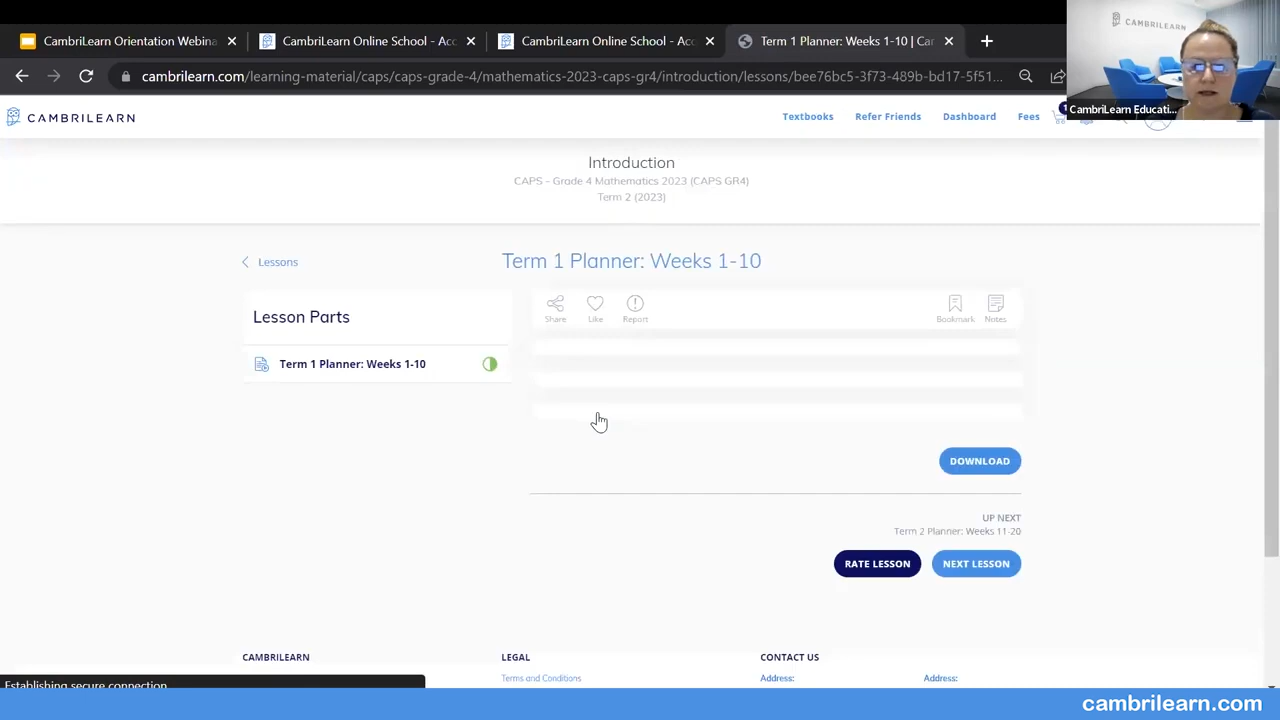 CambriLearn Orientation Webina
CambriLearn Online School - Acc
CambriLearn Online School - Acc
Term 1 Planner: Weeks 1-10 | Can
cambrilearn.com/learning-material/caps/caps-grade-4/mathematics-2023-caps-gr4/introduction/lessons/bee76bc5-3f73-489b-bd17-5f51...
CAMBRILEARN
CambriLearn Educati...
CAMBRILEARN
Textbooks
Refer Friends
Dashboard
Fees
1
Introduction
CAPS - Grade 4 Mathematics 2023 (CAPS GR4)
Term 2 (2023)
Lessons
Term 1 Planner: Weeks 1-10
Lesson Parts
Term 1 Planner: Weeks 1-10
Share
Like
Report
Bookmark
Notes
DOWNLOAD
UP NEXT
Term 2 Planner: Weeks 11-20
RATE LESSON
NEXT LESSON
CAMBRILEARN
LEGAL
CONTACT US
Terms and Conditions
Address:
Address:
Establishing secure connection
cambrilearn.com